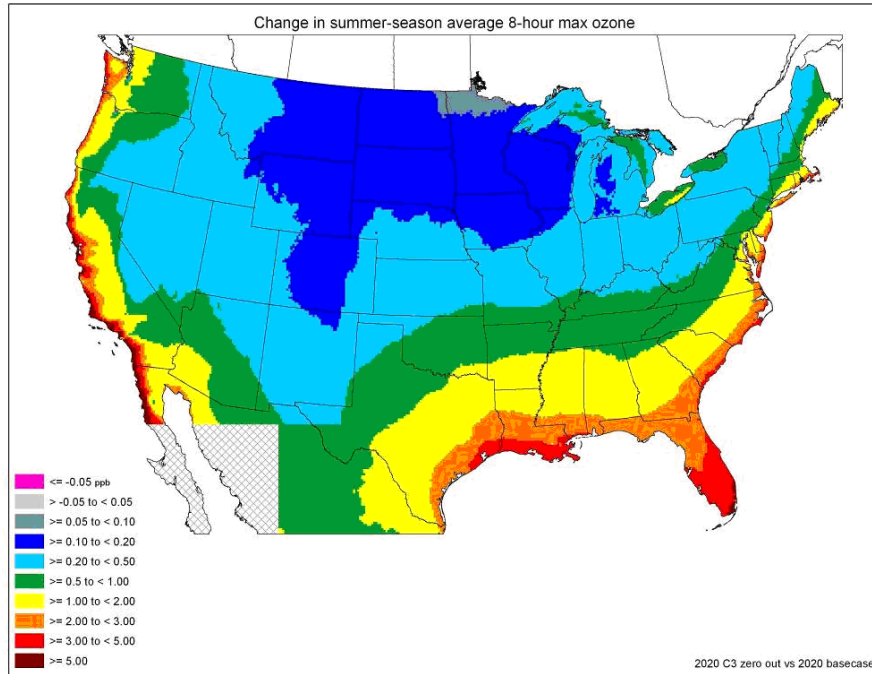 Change in summer-season average 8-hour max ozone
<= -0.05 ppb
> -0.05 to < 0.05
>= 0.05 to < 0.10
>= 0.10 to < 0.20
>= 0.20 to < 0.50
>= 0.5 to < 1.00
>= 1.00 to < 2.00
>= 2.00 to < 3.00
>= 3.00 to < 5.00
>= 5.00
2020 C3 zero out vs 2020 basecase